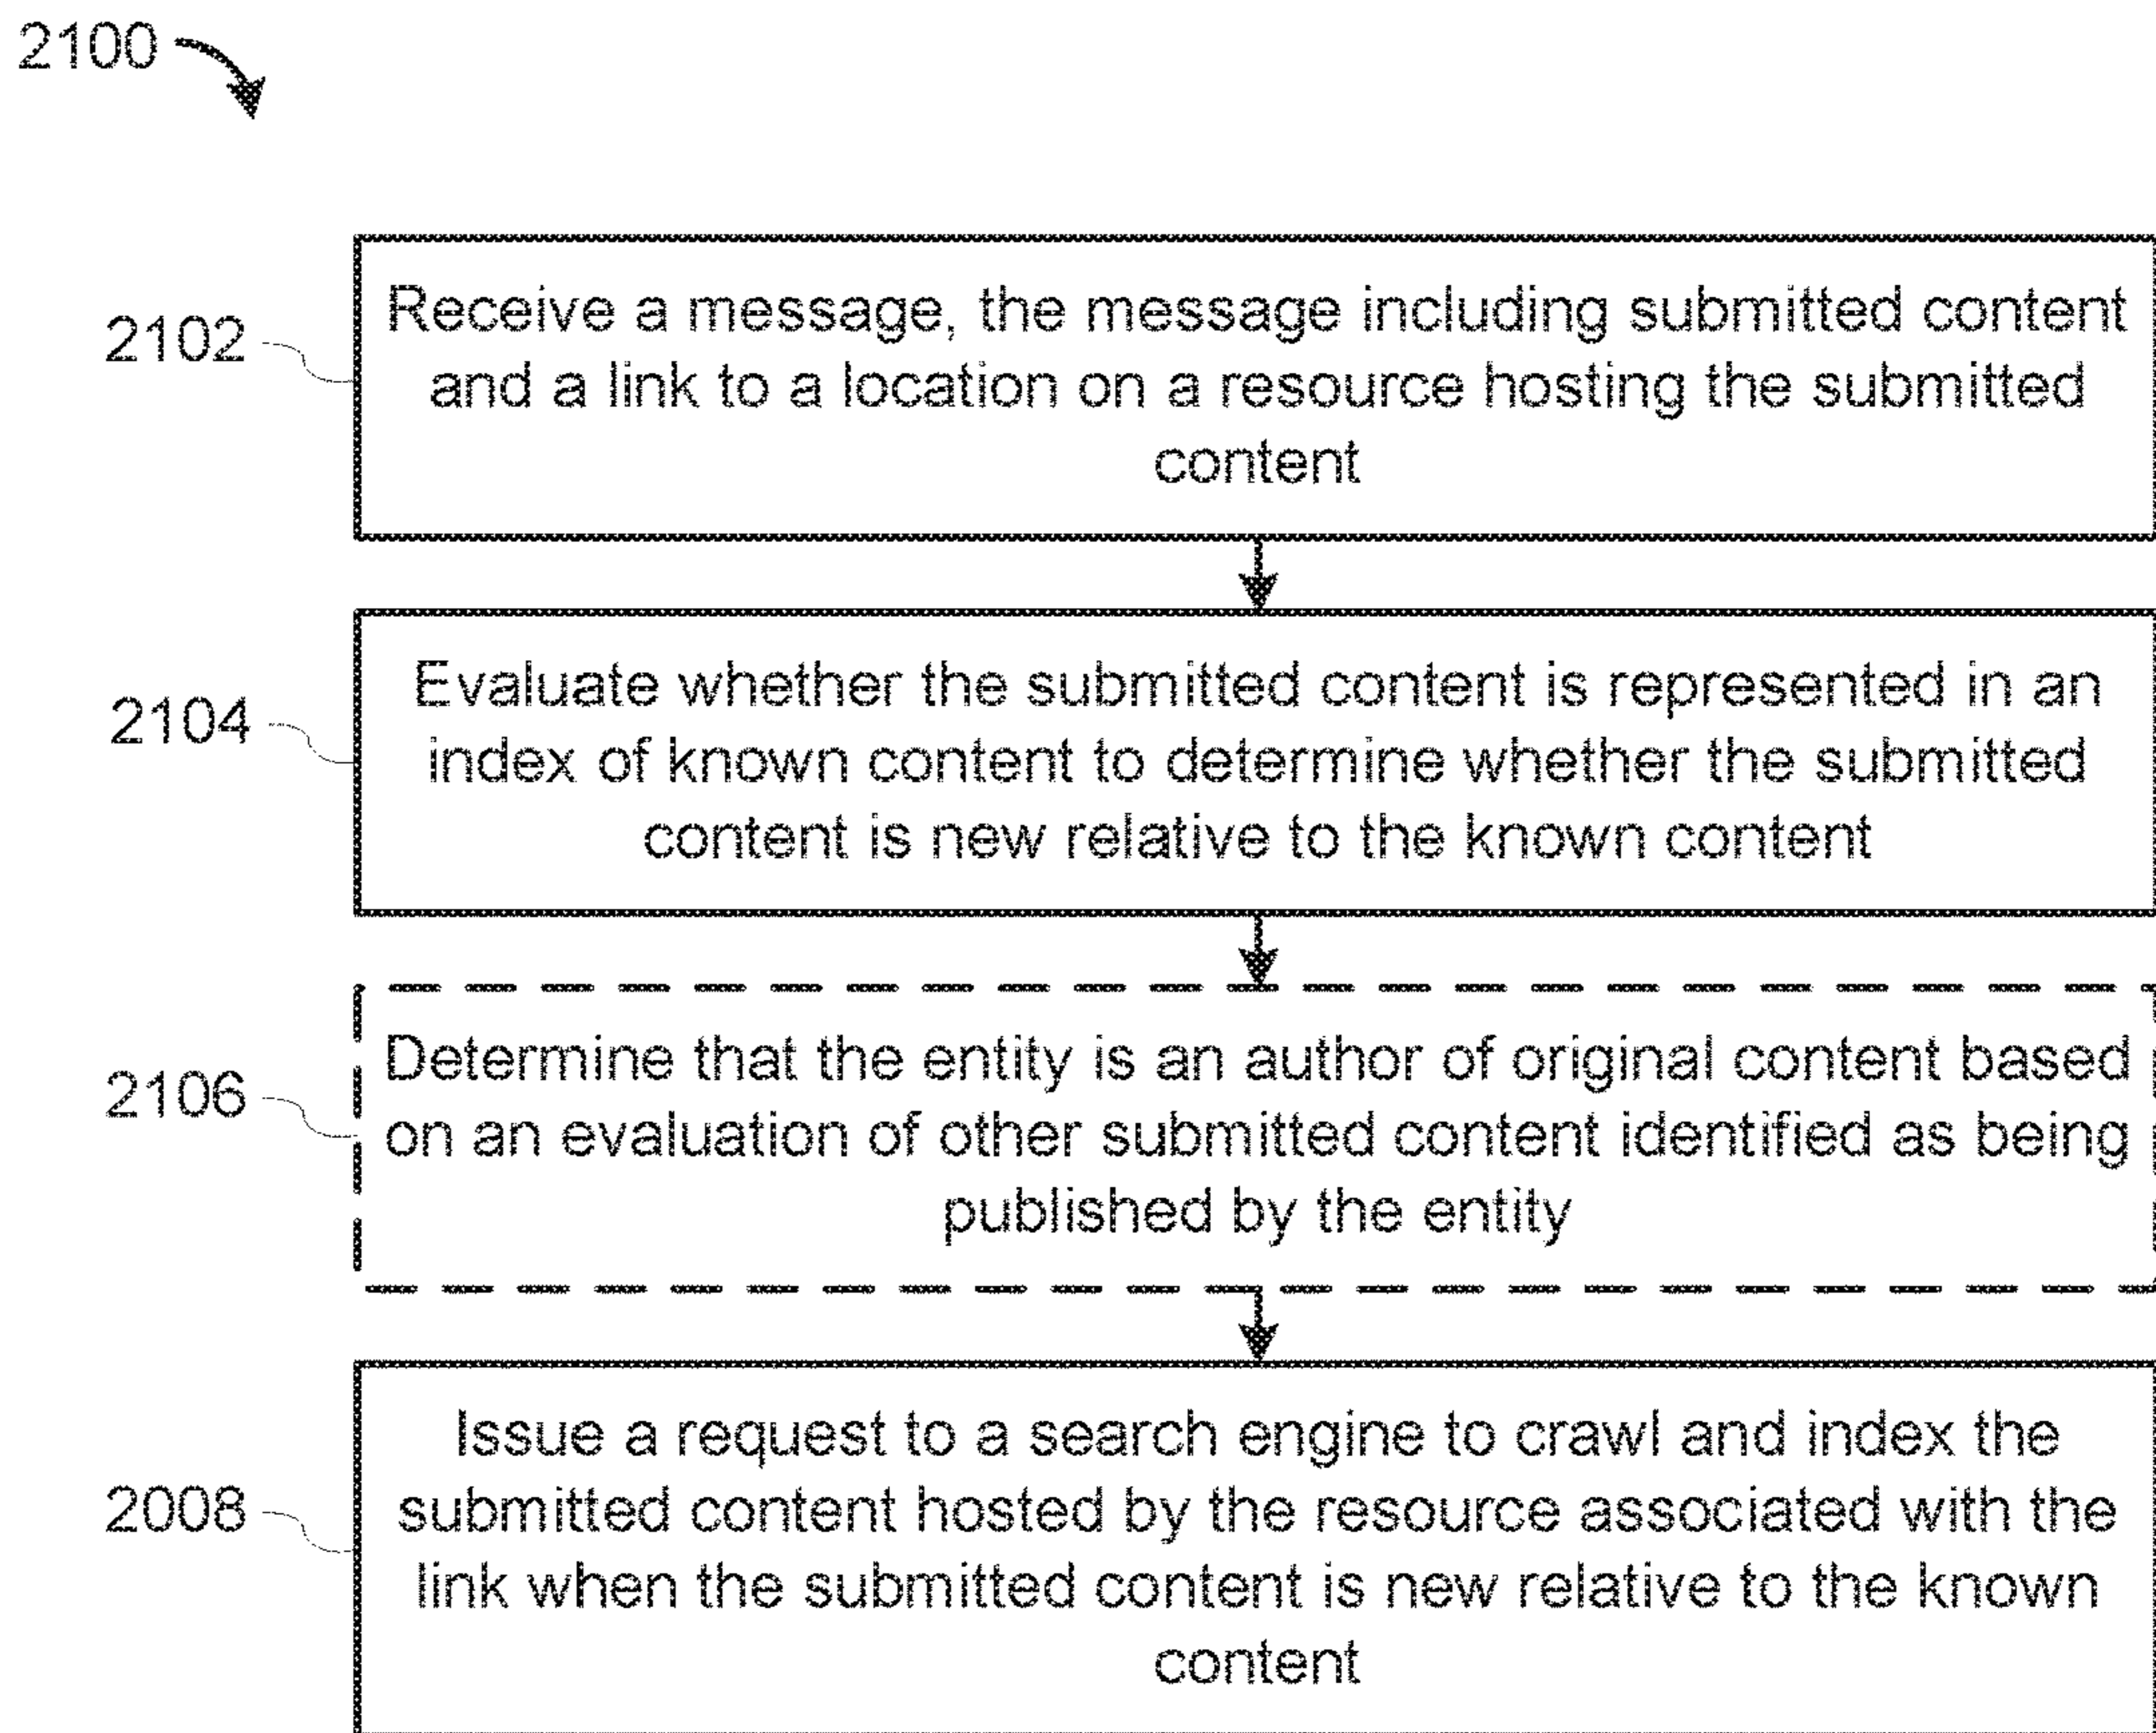 2100
2102
Receive a message, the message including submitted content
and a link to a location on a resource hosting the submitted
content
2104
Evaluate whether the submitted content is represented in an
index of known content to determine whether the submitted
content is new relative to the known content
2106
Determine that the entity is an author of original content based
on an evaluation of other submitted content identified as being
published by the entity
2008
Issue a request to a search engine to crawl and index the
submitted content hosted by the resource associated with the
link when the submitted content is new relative to the known
content